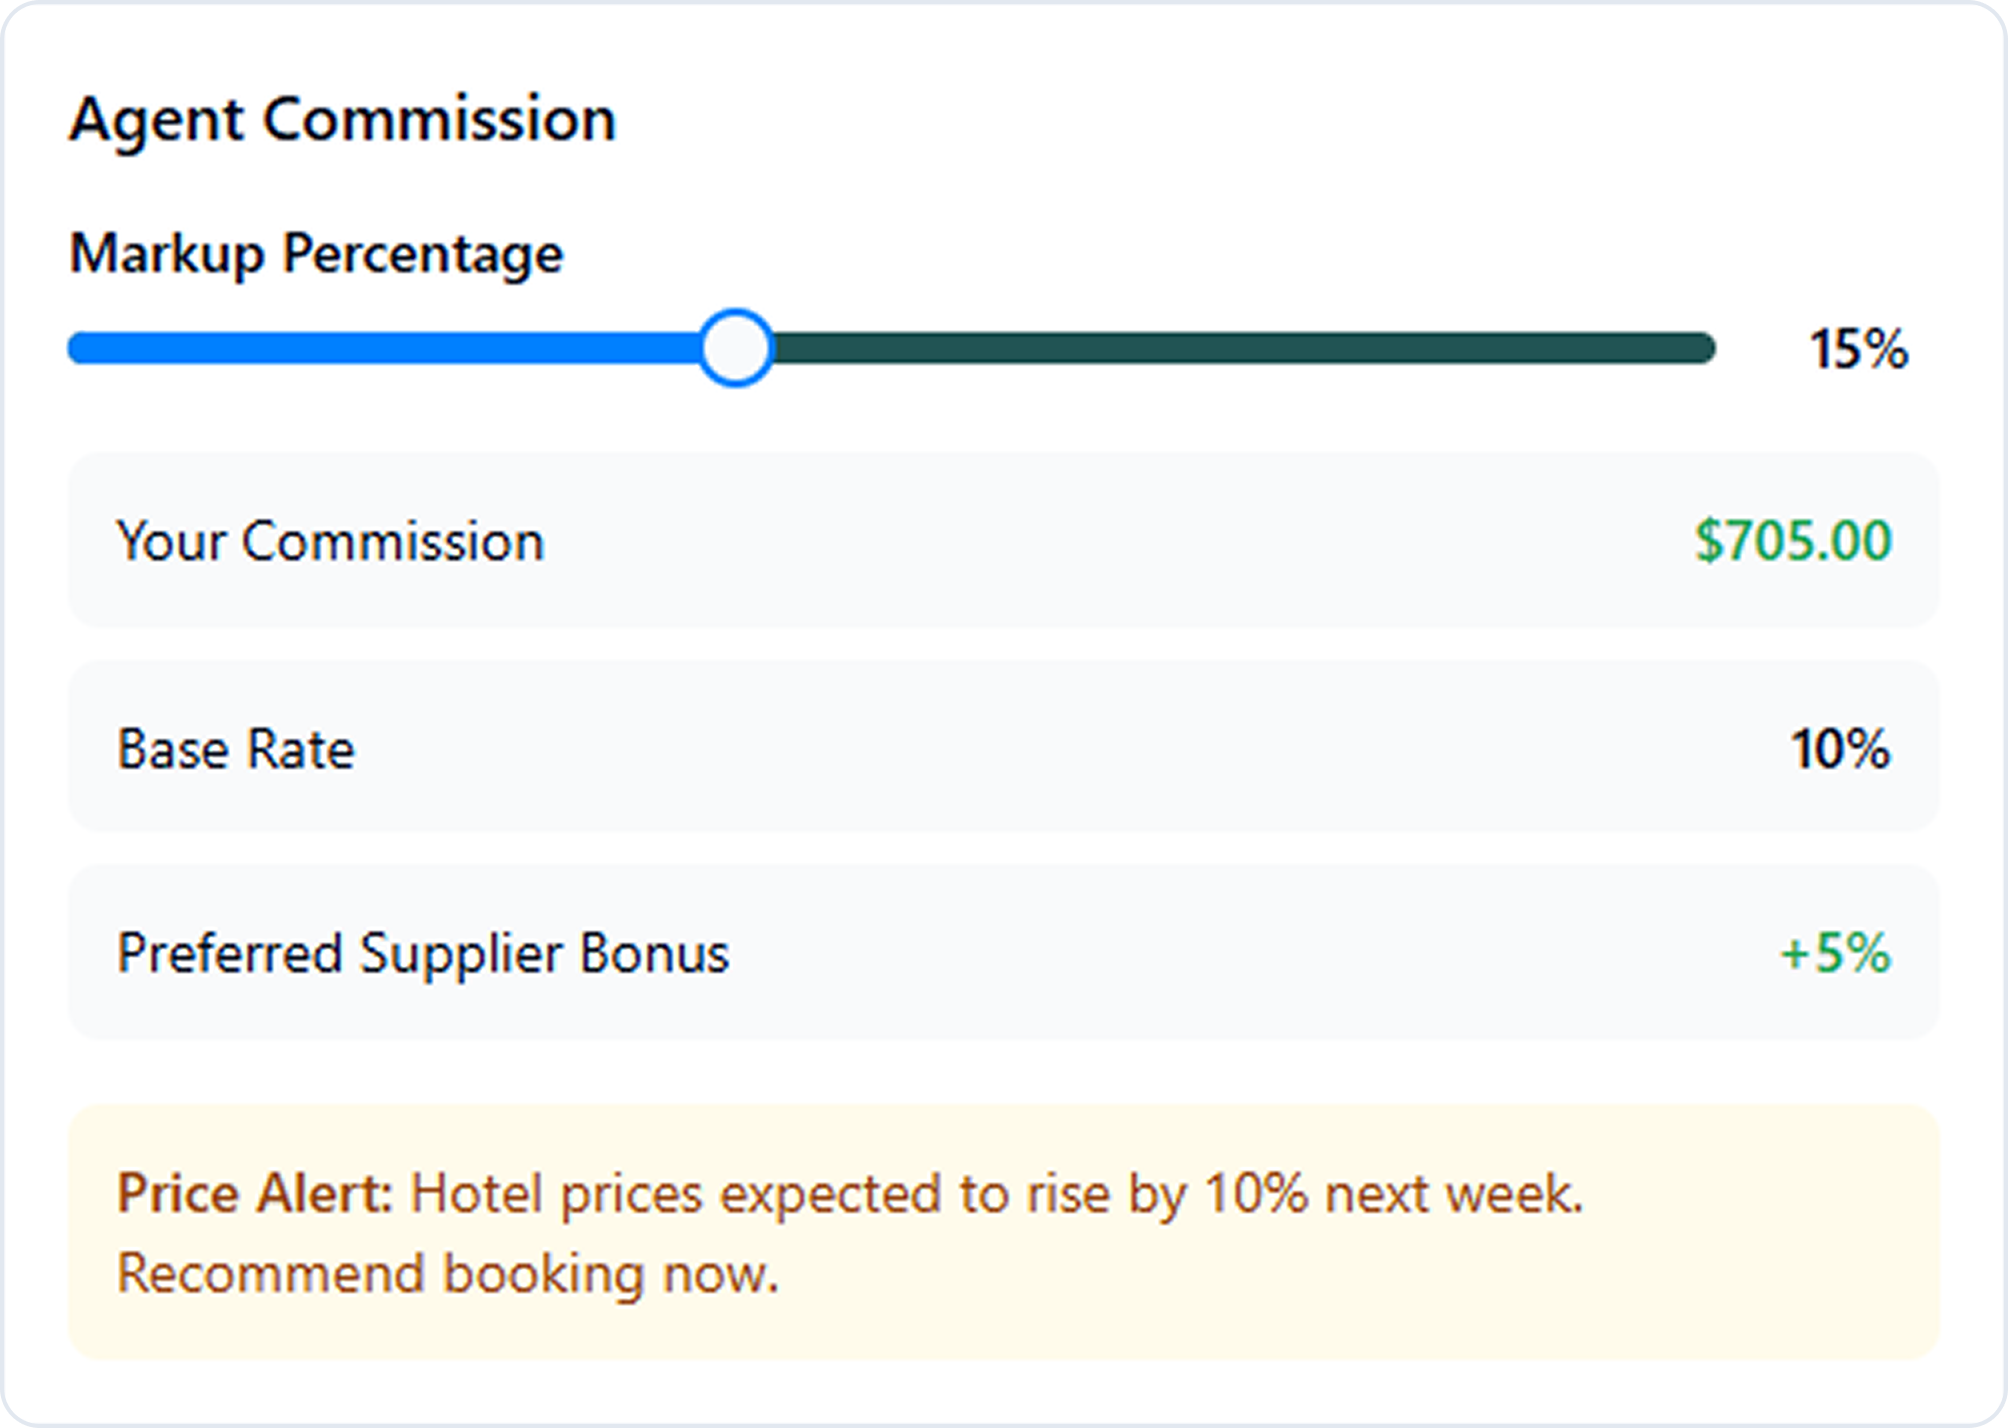 Agent Commission
Markup Percentage
15%
Your Commission $705.00
Base Rate 10%
Preferred Supplier Bonus +5%
Price Alert: Hotel prices expected to rise by 10% next week.
Recommend booking now.